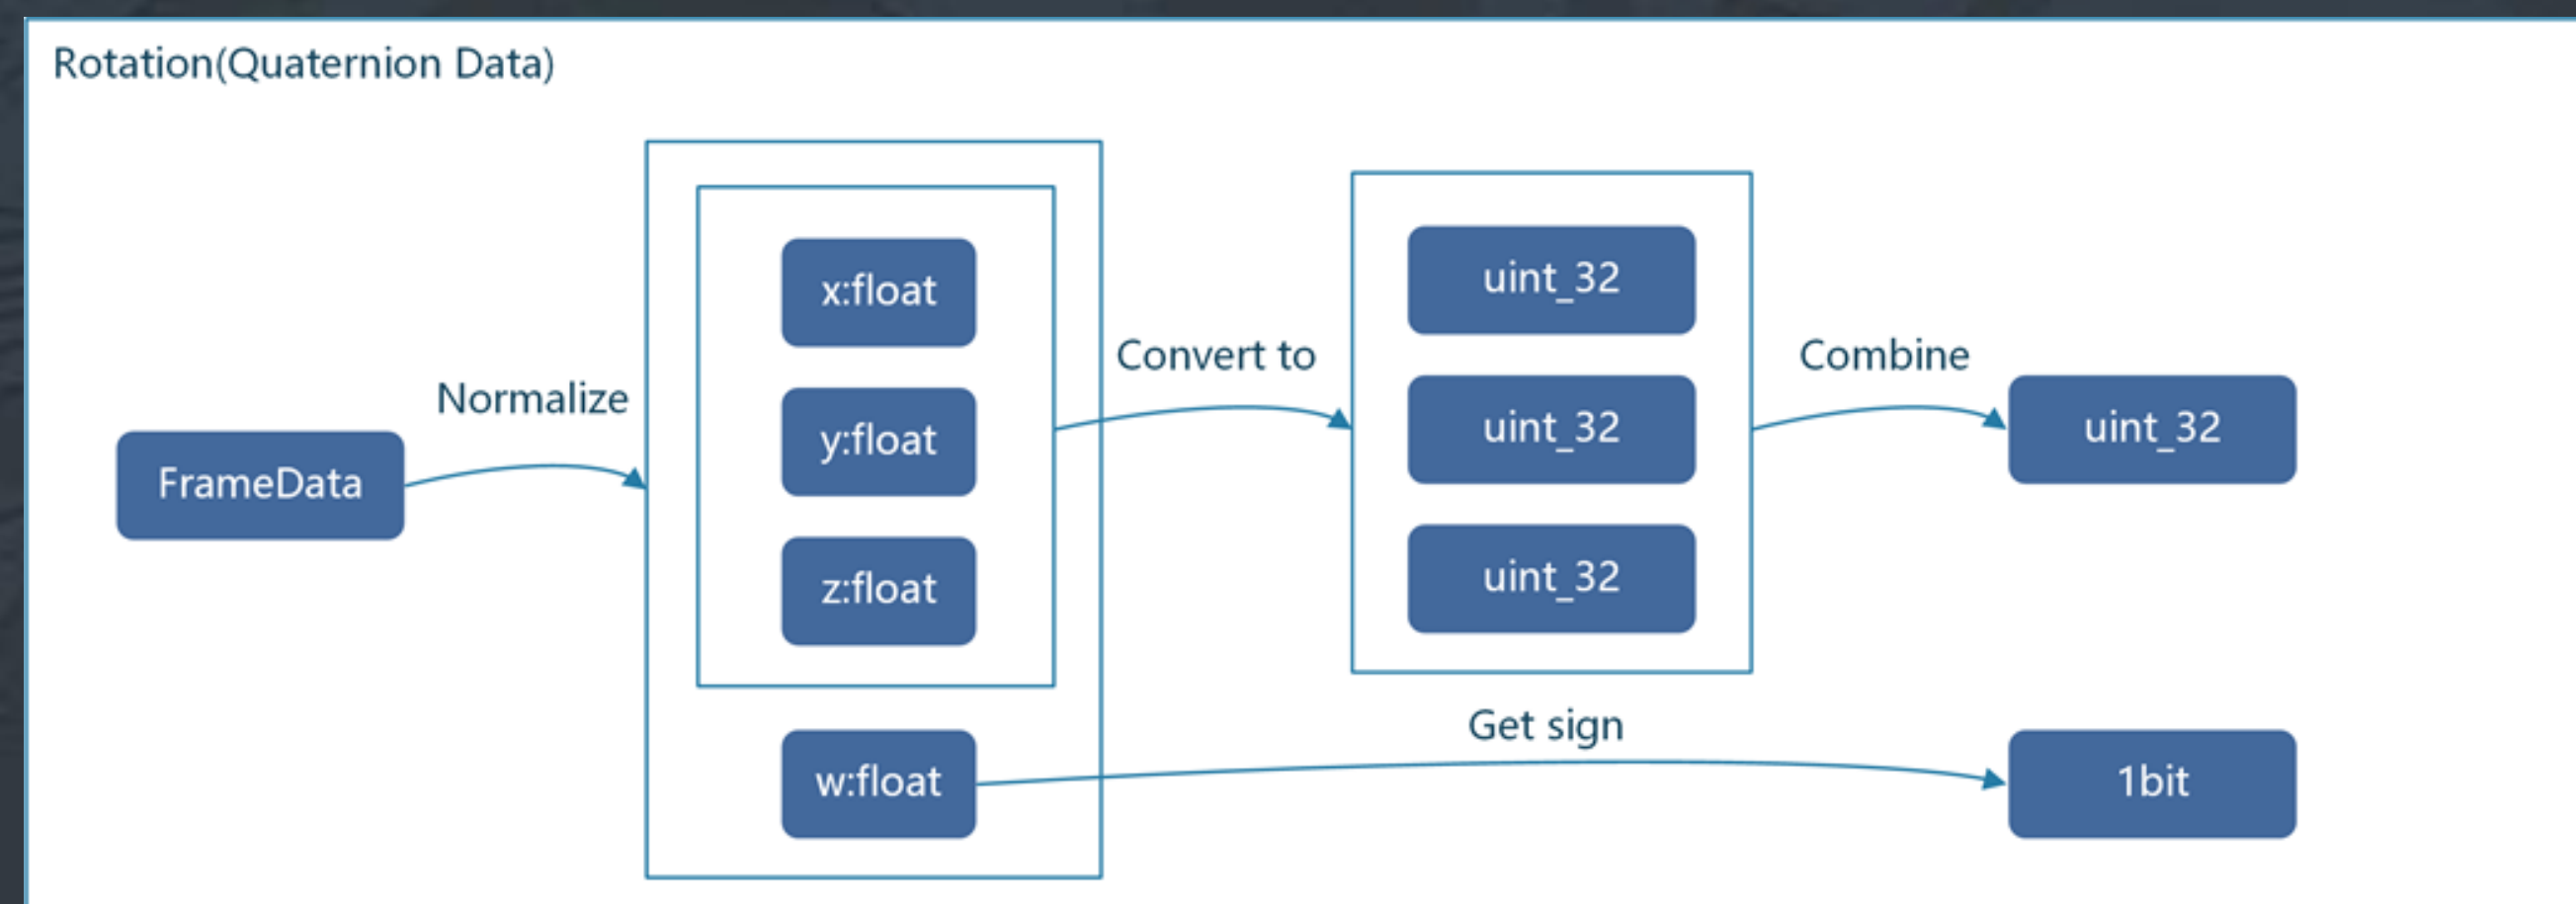 Rotation(Quaternion Data)
FrameData
Normalize
x:float
y:float
z:float
w:float
Convert to
uint_32
uint_32
uint_32
Combine
uint_32
Get sign
1bit